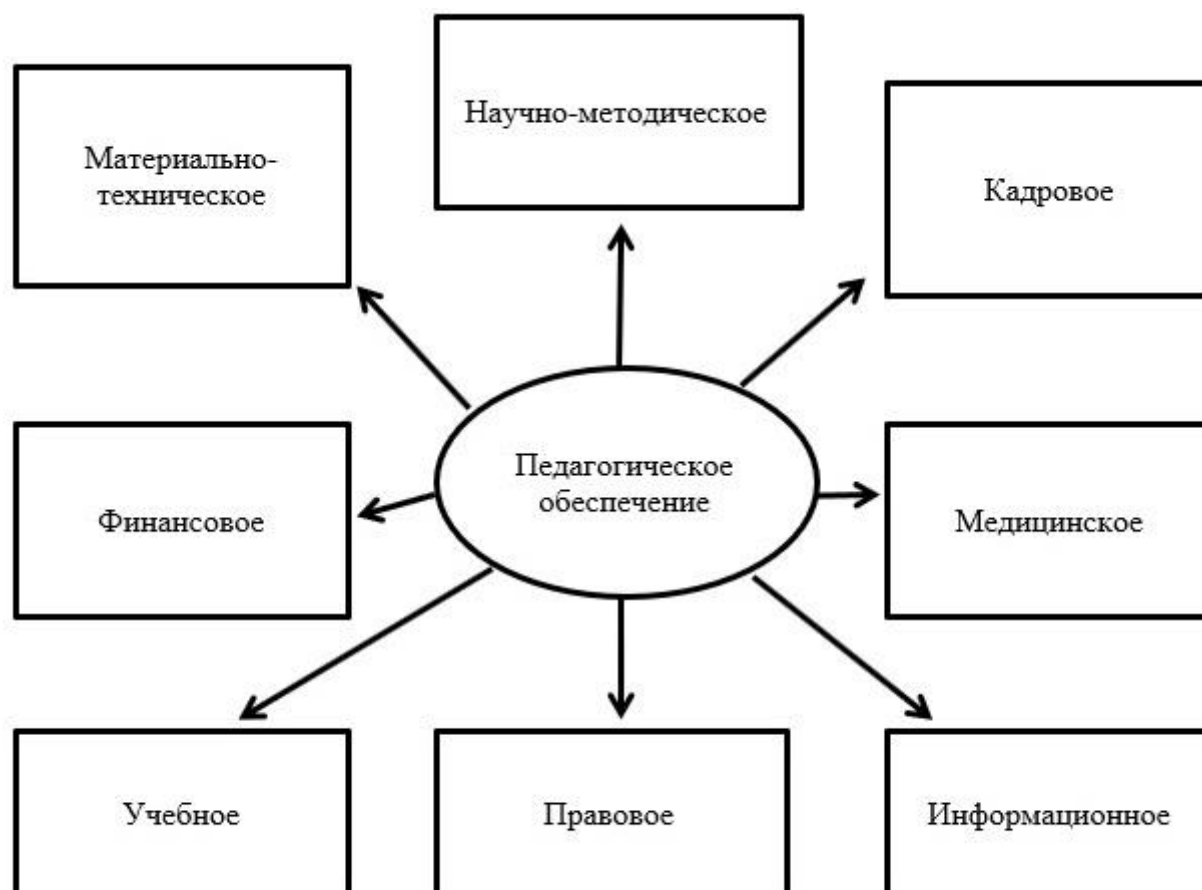 Научно-методическое
Материально-
техническое
Кадровое
Педагогическое
обеспечение
Финансовое
Медицинское
Учебное
Правовое
Информационное